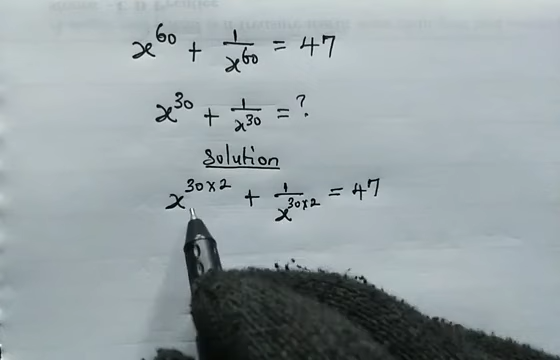 x^60 + 1/x^60 = 47
x^30 + 1/x^30 = ?
Solution
x^30×2 + 1/x^30×2 = 47